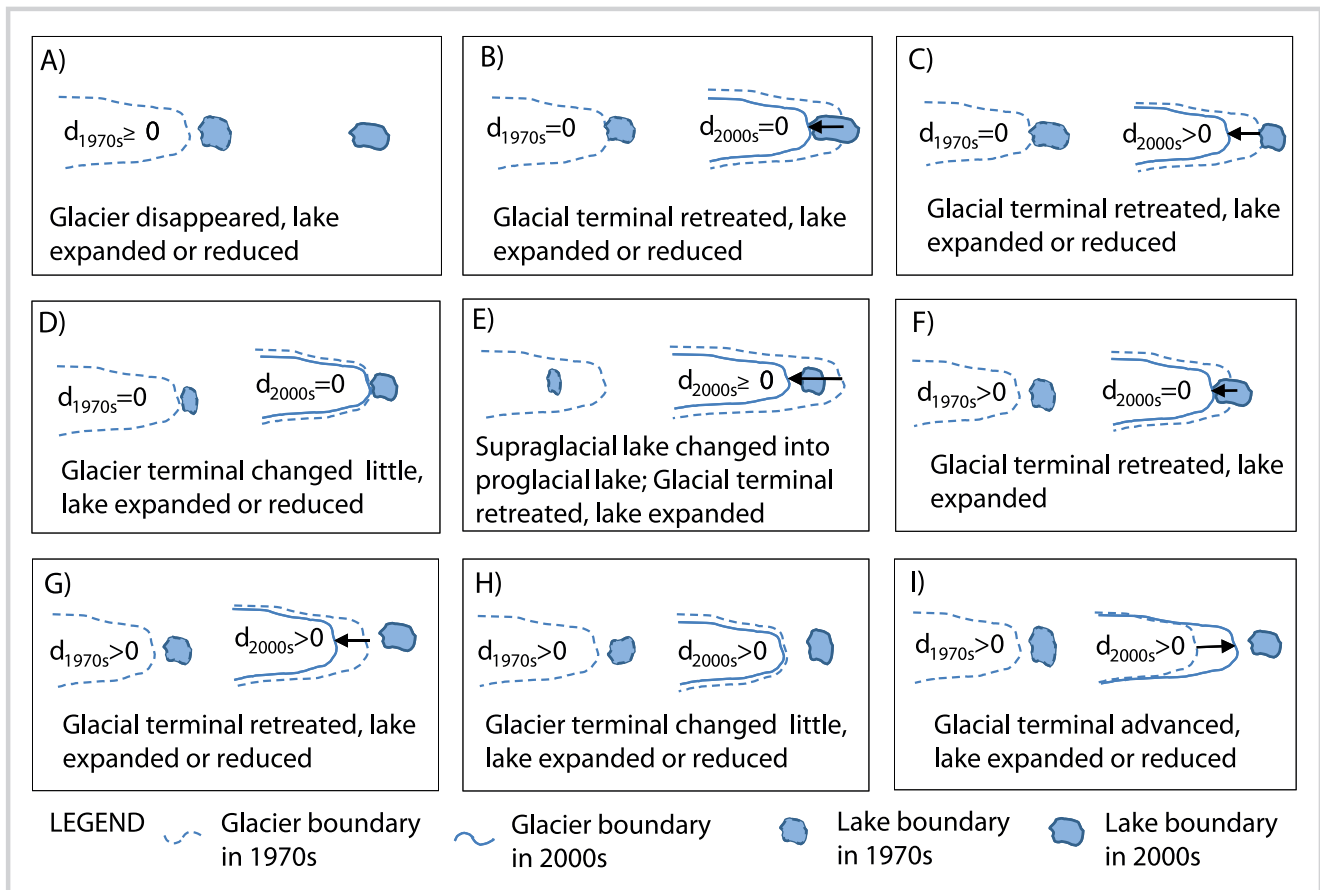 A)
d1970s≥ 0
Glacier disappeared, lake
expanded or reduced
B)
d1970s=0
d2000s=0
Glacial terminal retreated, lake
expanded or reduced
C)
d1970s=0
d2000s>0
Glacial terminal retreated, lake
expanded or reduced
D)
d1970s=0
d2000s=0
Glacier terminal changed little,
lake expanded or reduced
E)
d2000s≥ 0
Supraglacial lake changed into
proglacial lake; Glacial terminal
retreated, lake expanded
F)
d1970s>0
d2000s=0
Glacial terminal retreated, lake
expanded
G)
d1970s>0
d2000s>0
Glacial terminal retreated, lake
expanded or reduced
H)
d1970s>0
d2000s>0
Glacier terminal changed little,
lake expanded or reduced
I)
d1970s>0
d2000s>0
Glacial terminal advanced,
lake expanded or reduced
LEGEND
Glacier boundary
in 1970s
Glacier boundary
in 2000s
Lake boundary
in 1970s
Lake boundary
in 2000s